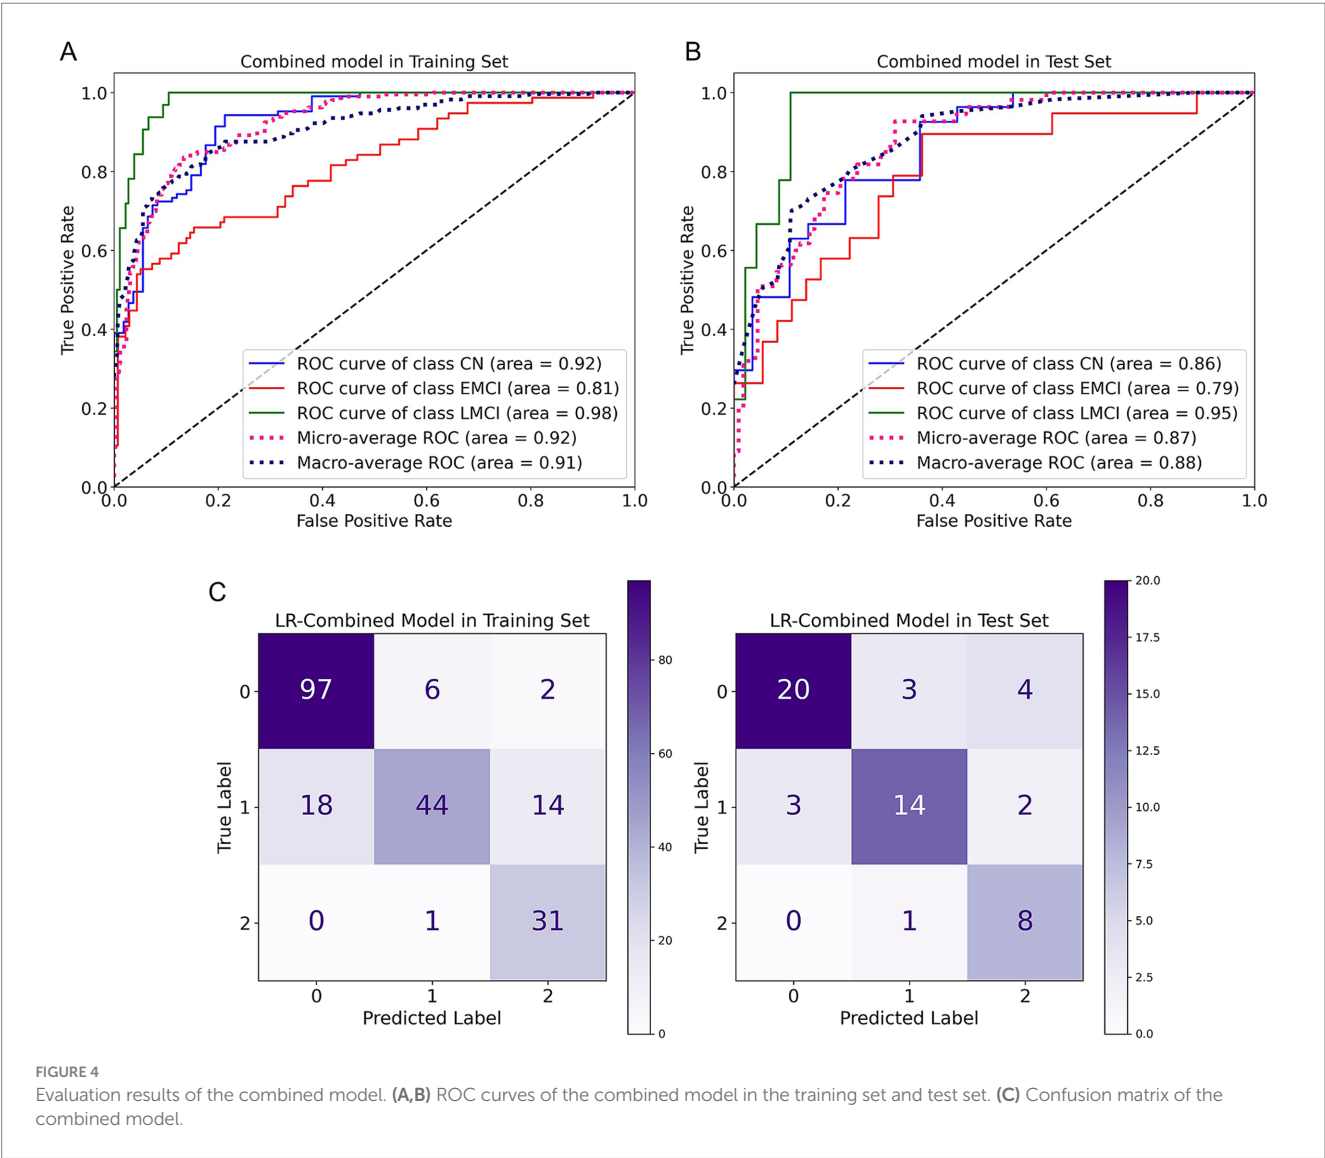 A
Combined model in Training Set
True Positive Rate
1.0
0.8
0.6
0.4
0.2
0.0
0.0 0.2 0.4 0.6 0.8 1.0
False Positive Rate
ROC curve of class CN (area = 0.92)
ROC curve of class EMCI (area = 0.81)
ROC curve of class LMCI (area = 0.98)
Micro-average ROC (area = 0.92)
Macro-average ROC (area = 0.91)
B
Combined model in Test Set
True Positive Rate
1.0
0.8
0.6
0.4
0.2
0.0
0.0 0.2 0.4 0.6 0.8 1.0
False Positive Rate
ROC curve of class CN (area = 0.86)
ROC curve of class EMCI (area = 0.79)
ROC curve of class LMCI (area = 0.95)
Micro-average ROC (area = 0.87)
Macro-average ROC (area = 0.88)
C
LR-Combined Model in Training Set
True Label
0 97 6 2
1 18 44 14
2 0 1 31
0 1 2
Predicted Label
80
60
40
20
0
LR-Combined Model in Test Set
True Label
0 20 3 4
1 3 14 2
2 0 1 8
0 1 2
Predicted Label
20.0
17.5
15.0
12.5
10.0
7.5
5.0
2.5
0.0
FIGURE 4
Evaluation results of the combined model. (A,B) ROC curves of the combined model in the training set and test set. (C) Confusion matrix of the
combined model.